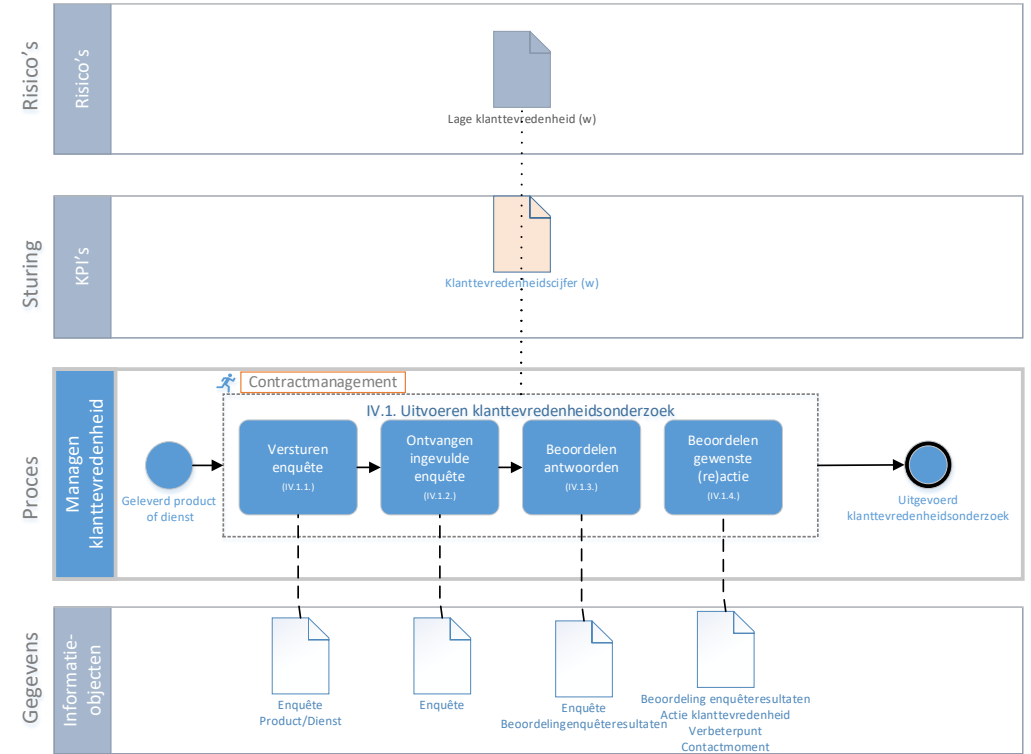 Risico's
Risico's
Lage klanttevredenheid (w)
Sturing
KPI's
Klanttevredenheidscijfer (w)
Proces
Managen
klanttevredenheid
Contractmanagement
IV.1. Uitvoeren klanttevredenheidsonderzoek
Geleverd product
of dienst
Versturen
enquête
(IV.1.1.)
Ontvangen
ingevulde
enquête
(IV.1.2.)
Beoordelen
antwoorden
(IV.1.3.)
Beoordelen
gewenste
(re)actie
(IV.1.4.)
Uitgevoerd
klanttevredenheidsonderzoek
Gegevens
Informatie-
objecten
Enquête
Product/Dienst
Enquête
Enquête
Beoordelingenquêteresultaten
Beoordeling enquêteresultaten
Actie klanttevredenheid
Verbeterpunt
Contactmoment